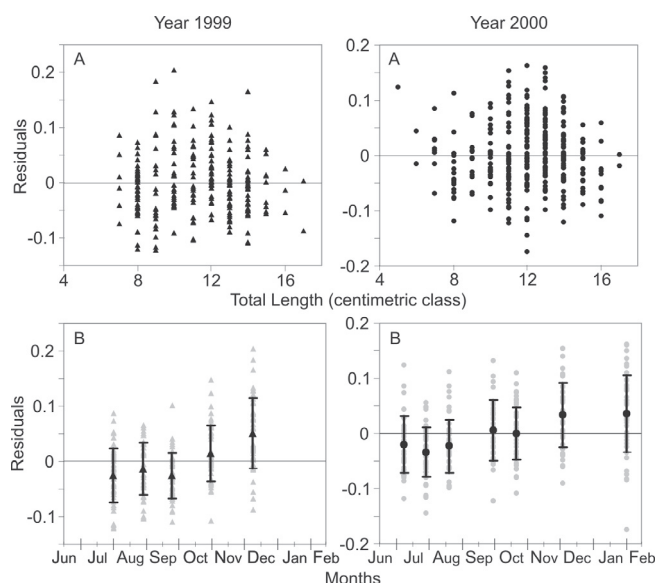 Year 1999 Year 2000
A A
0.2 0.2
0.1 0.1
0 0
-0.1 -0.1
-0.2
Residuals
4 8 12 16 4 8 12 16
Total Length (centimetric class)
B B
0.2 0.2
0.1 0.1
0 0
-0.1 -0.1
-0.2
Residuals
Jun Jul Aug Sep Oct Nov Dec Jan Feb Jun Jul Aug Sep Oct Nov Dec Jan Feb
Months